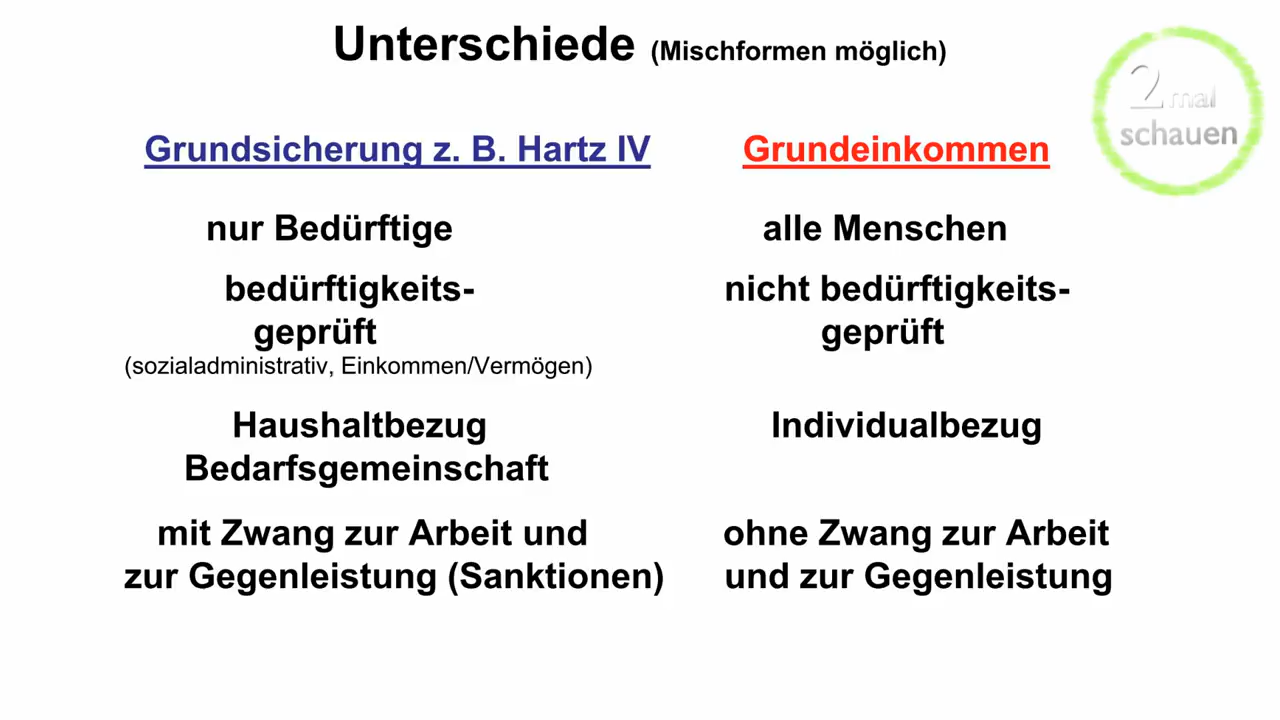 Unterschiede (Mischformen möglich)
2 mal
schauen
Grundsicherung z. B. Hartz IV
Grundeinkommen
nur Bedürftige
alle Menschen
bedürftigkeits-
geprüft
(sozialadministrativ, Einkommen/Vermögen)
nicht bedürftigkeits-
geprüft
Haushaltbezug
Bedarfsgemeinschaft
Individualbezug
mit Zwang zur Arbeit und
zur Gegenleistung (Sanktionen)
ohne Zwang zur Arbeit
und zur Gegenleistung